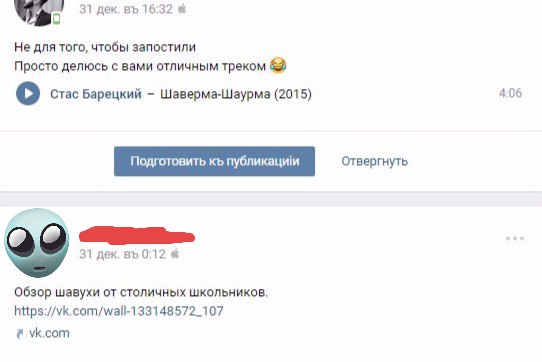 31 дек. въ 16:32
Не для того, чтобы запостили
Просто делюсь с вами отличным треком 😂
Стас Барецкий – Шаверма-Шаурма (2015)
4:06
Подготовить къ публикацiи
Отвергнуть
31 дек. въ 0:12
Обзор шавухи от столичных школьников.
https://vk.com/wall-133148572_107
vk.com